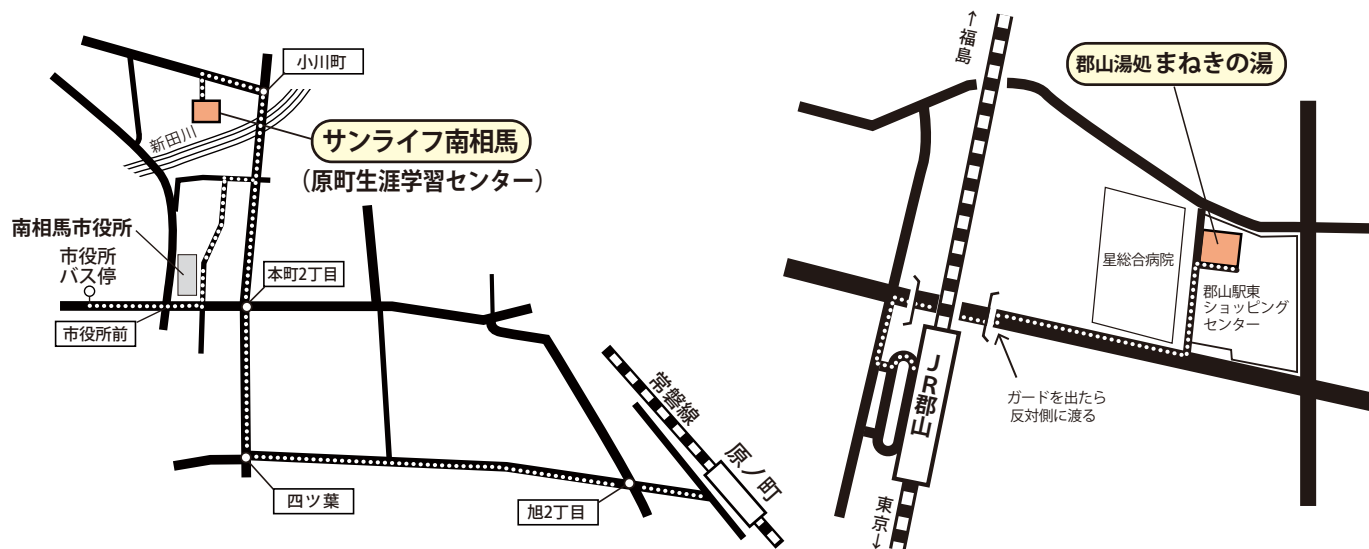 小川町
新田川
サンライフ南相馬
（原町生涯学習センター）
南相馬市役所
市役所
バス停
本町2丁目
市役所前
常磐線
原ノ町
四ツ葉
旭2丁目
←福島
郡山湯処 まねきの湯
星総合病院
郡山駅東
ショッピング
センター
JR郡山
ガードを出たら
反対側に渡る
東京→